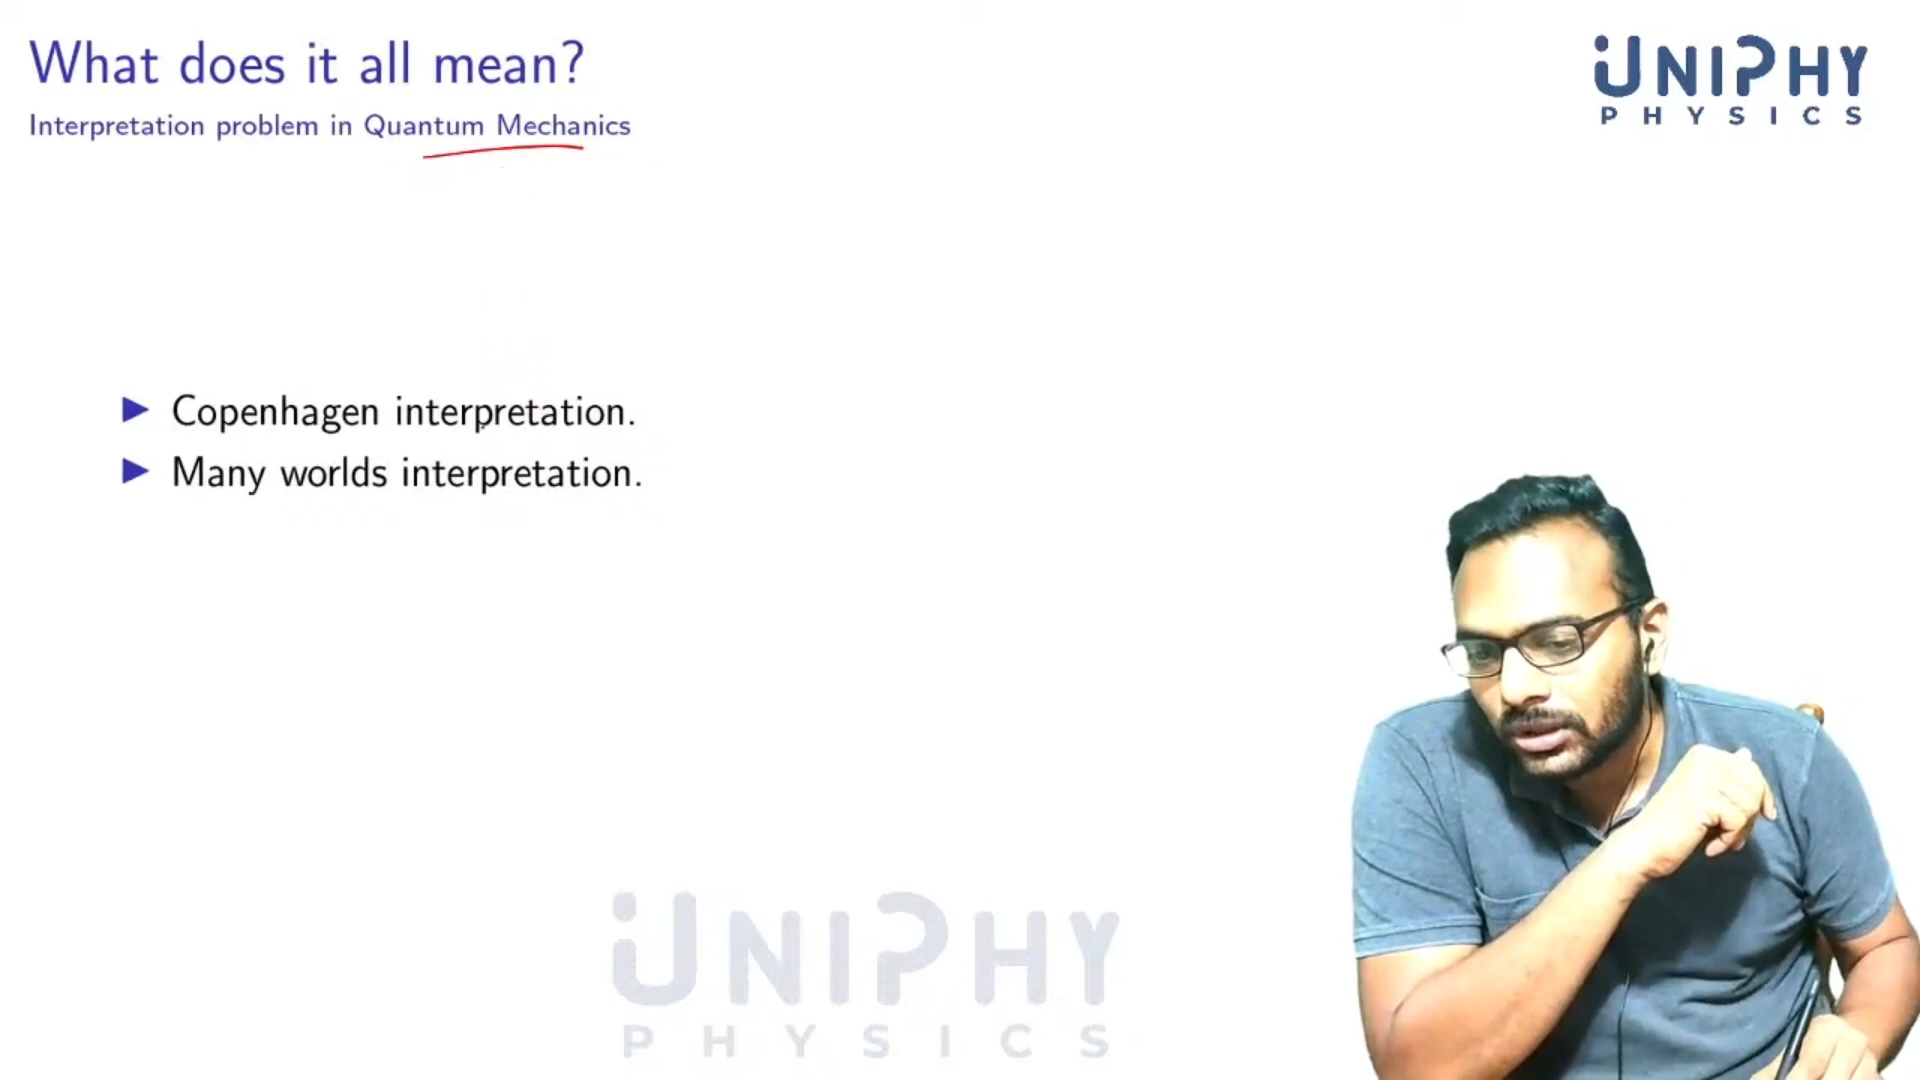 What does it all mean?
Interpretation problem in Quantum Mechanics
UNIPHY
PHYSICS
Copenhagen interpretation.
Many worlds interpretation.
UNIPHY
PHYSICS